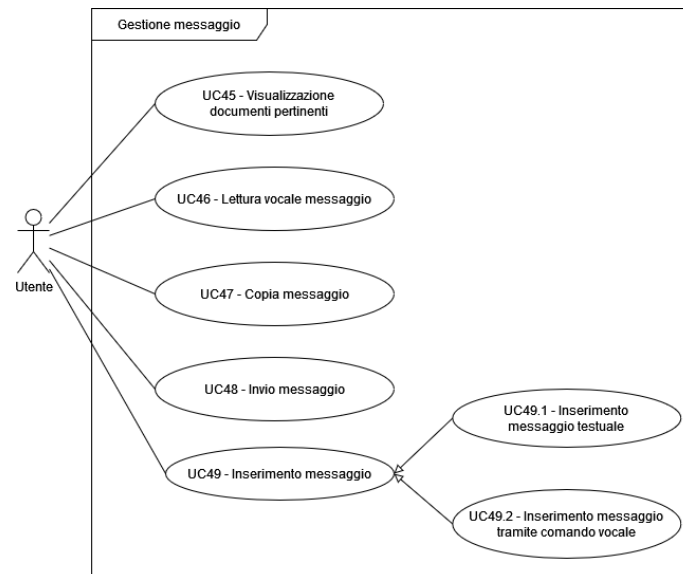 Gestione messaggio
UC45 - Visualizzazione
documenti pertinenti
UC46 - Lettura vocale messaggio
Utente
UC47 - Copia messaggio
UC48 - Invio messaggio
UC49.1 - Inserimento
messaggio testuale
UC49 - Inserimento messaggio
UC49.2 - Inserimento messaggio
tramite comando vocale